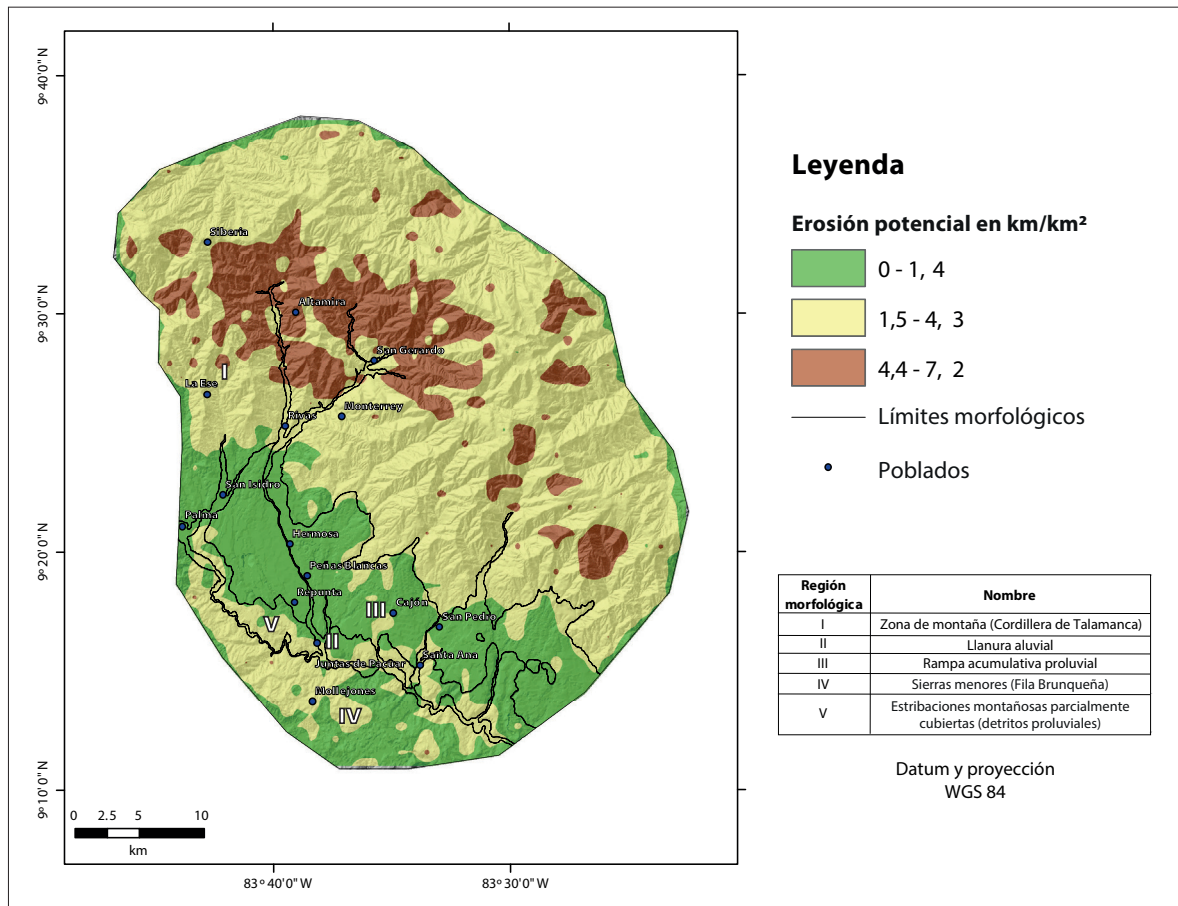 9°40'0"N
9°30'0"N
9°20'0"N
9°10'0"N
83°40'0"W
83°30'0"W
Siberia
Altamira
San Gerardo
I
La Ese
Monterrey
Rivas
San Isidro
Palma
Hermosa
Peñas Blancas
Repunta
III
Cajón
San Pedro
V
II
Juntas de Pacuar
Santa Ana
Mollejones
IV
0 2.5 5 10
km
Leyenda
Erosión potencial en km/km²
0 - 1, 4
1,5 - 4, 3
4,4 - 7, 2
Límites morfológicos
Poblados
Región morfológica Nombre
I Zona de montaña (Cordillera de Talamanca)
II Llanura aluvial
III Rampa acumulativa proluvial
IV Sierras menores (Fila Brunqueña)
V Estribaciones montañosas parcialmente
cubiertas (detritos proluviales)
Datum y proyección
WGS 84